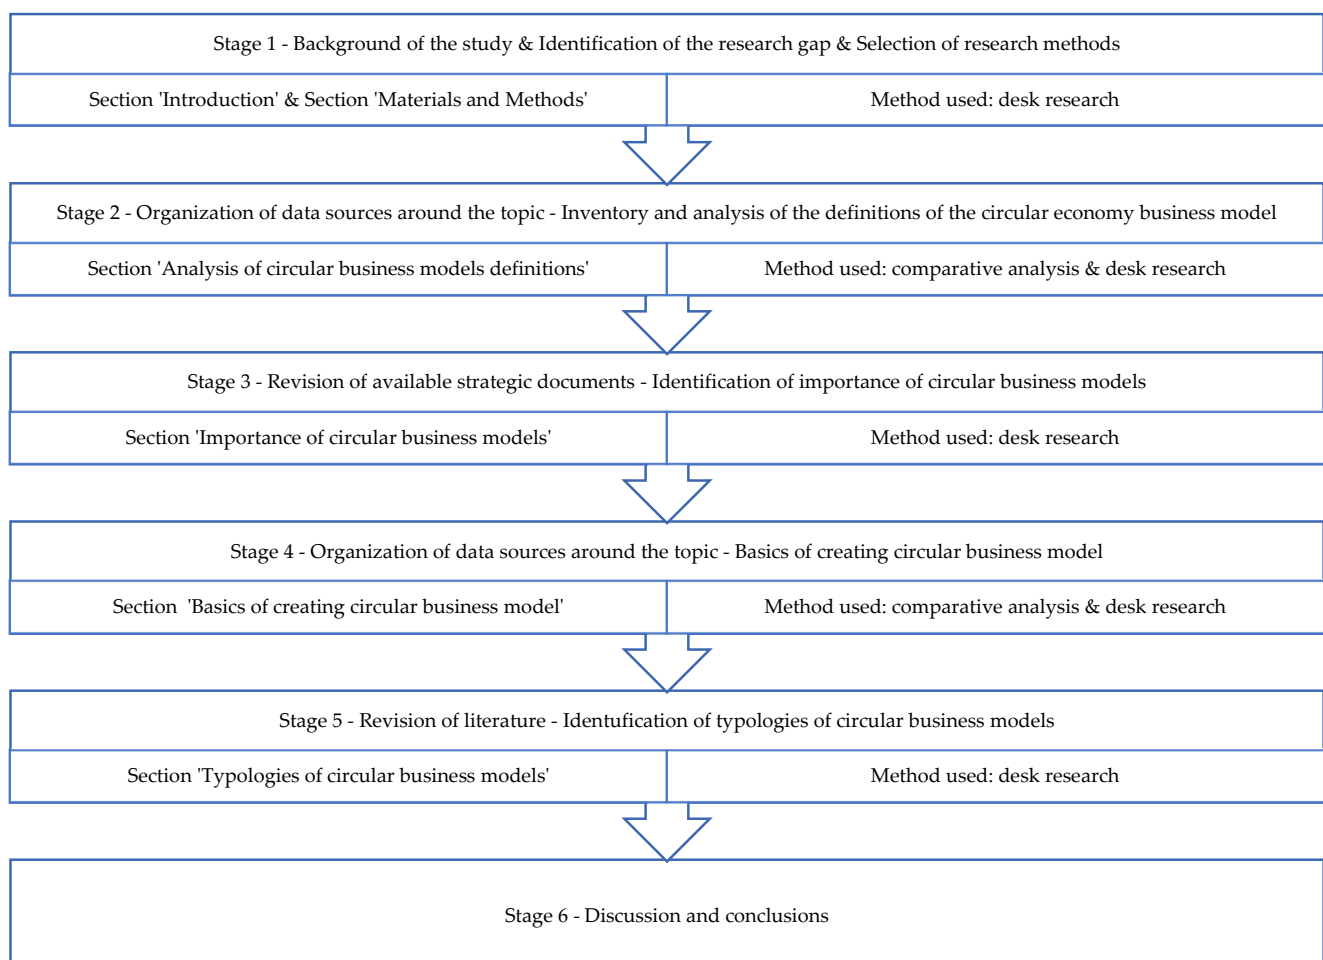 Stage 1 - Background of the study & Identification of the research gap & Selection of research methods
Section 'Introduction' & Section 'Materials and Methods'
Method used: desk research
Stage 2 - Organization of data sources around the topic - Inventory and analysis of the definitions of the circular economy business model
Section 'Analysis of circular business models definitions'
Method used: comparative analysis & desk research
Stage 3 - Revision of available strategic documents - Identification of importance of circular business models
Section 'Importance of circular business models'
Method used: desk research
Stage 4 - Organization of data sources around the topic - Basics of creating circular business model
Section 'Basics of creating circular business model'
Method used: comparative analysis & desk research
Stage 5 - Revision of literature - Identufication of typologies of circular business models
Section 'Typologies of circular business models'
Method used: desk research
Stage 6 - Discussion and conclusions